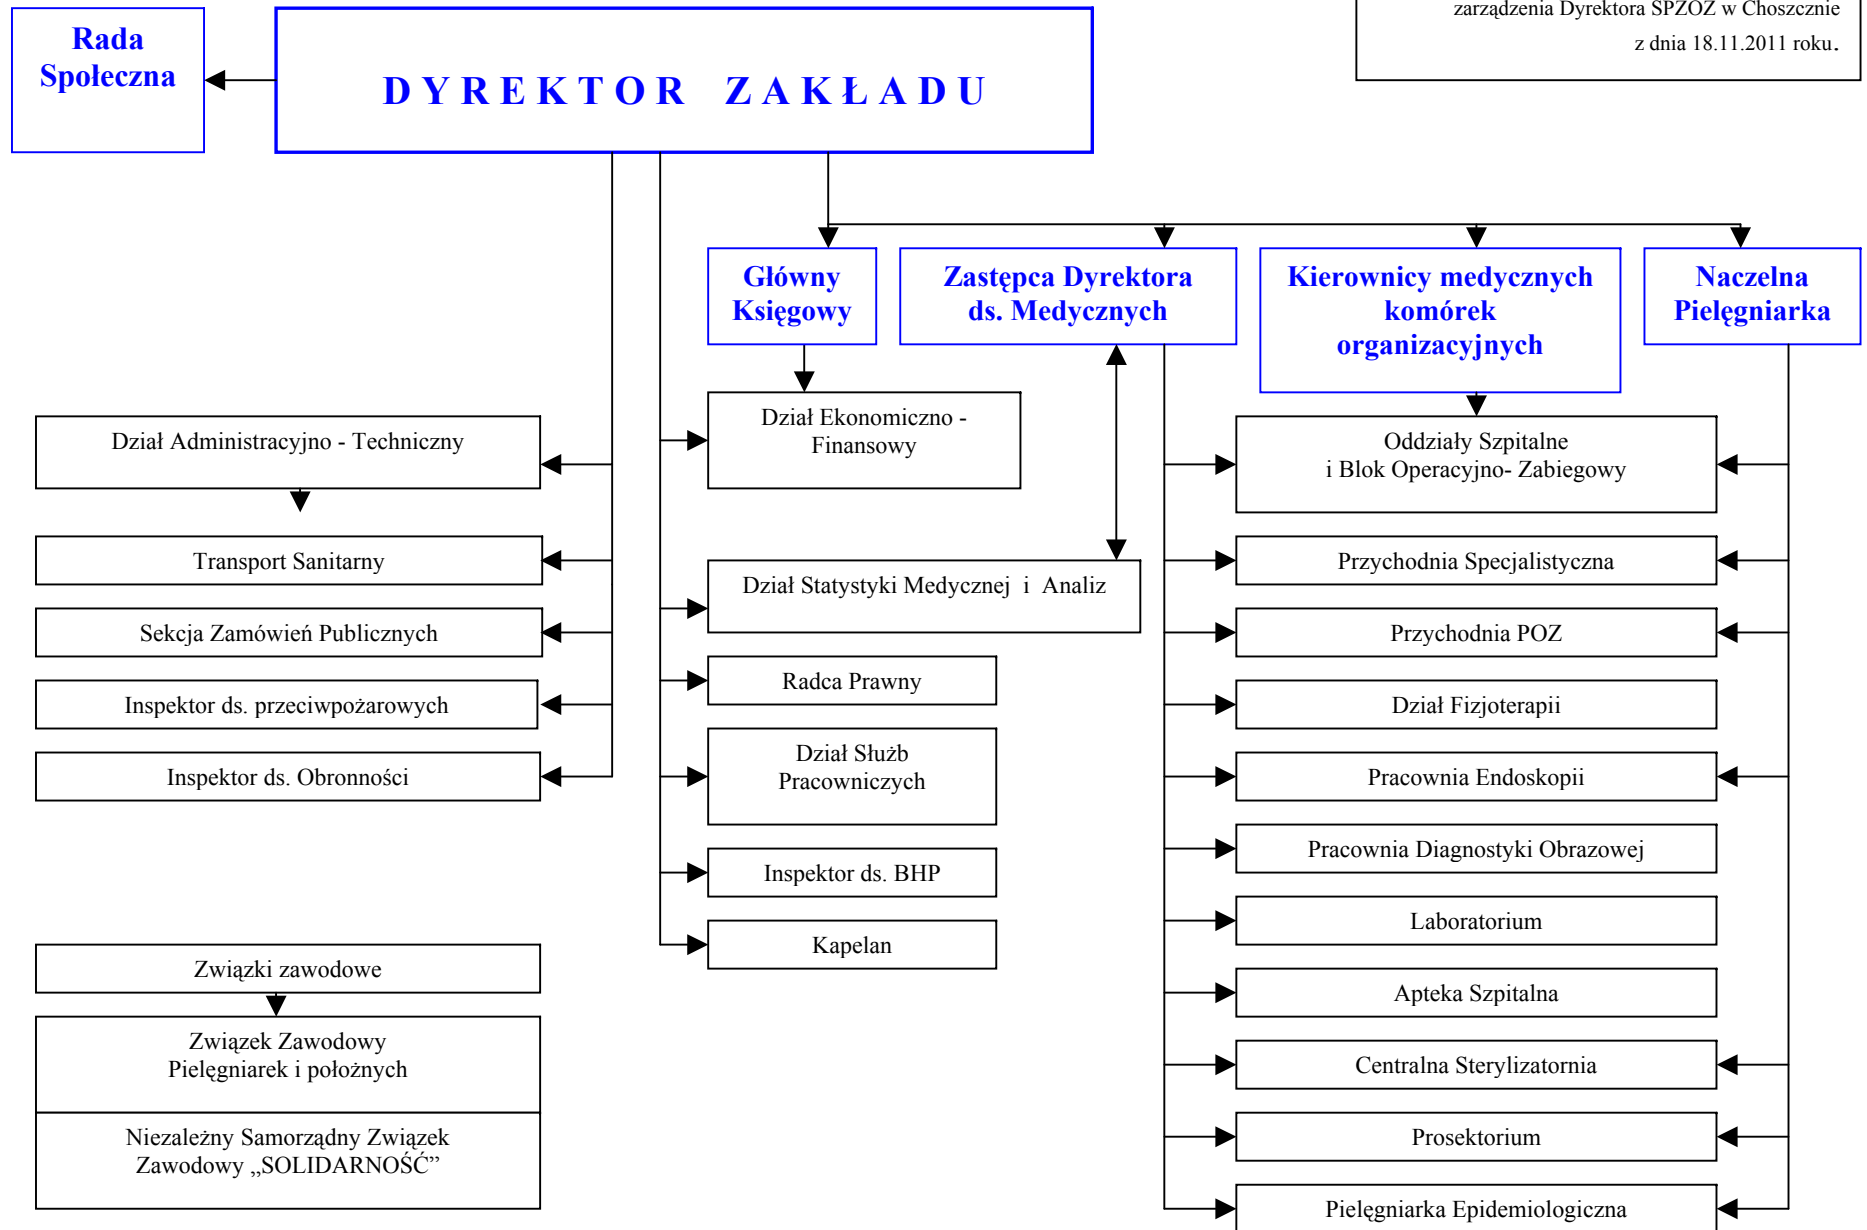 zarządzenia Dyrektora SPZOZ w Choszcznie
z dnia 18.11.2011 roku.
Rada
Społeczna
DYREKTOR ZAKŁADU
Główny
Księgowy
Zastępca Dyrektora
ds. Medycznych
Kierownicy medycznych
komórek
organizacyjnych
Naczelna
Pielęgniarka
Dział Administracyjno - Techniczny
Transport Sanitarny
Sekcja Zamówień Publicznych
Inspektor ds. przeciwpożarowych
Inspektor ds. Obronności
Związki zawodowe
Związek Zawodowy
Pielęgniarek i położnych
Niezależny Samorządny Związek
Zawodowy „SOLIDARNOŚĆ”
Dział Ekonomiczno -
Finansowy
Dział Statystyki Medycznej i Analiz
Radca Prawny
Dział Służb
Pracowniczych
Inspektor ds. BHP
Kapelan
Oddziały Szpitalne
i Blok Operacyjno- Zabiegowy
Przychodnia Specjalistyczna
Przychodnia POZ
Dział Fizjoterapii
Pracownia Endoskopii
Pracownia Diagnostyki Obrazowej
Laboratorium
Apteka Szpitalna
Centralna Sterylizatornia
Prosektorium
Pielęgniarka Epidemiologiczna